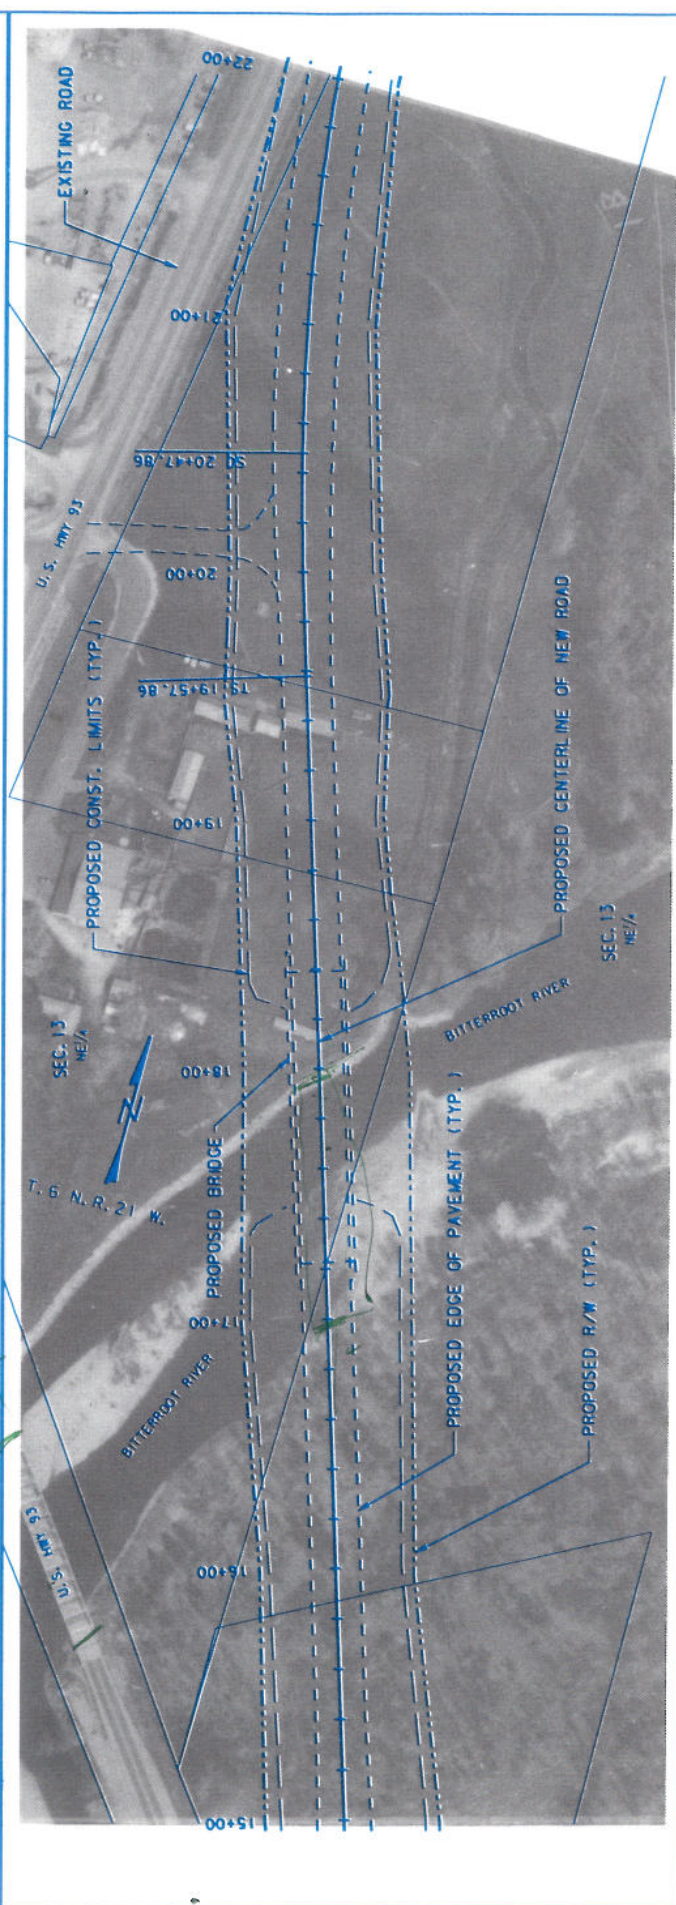 22+00
EXISTING ROAD
21+00
SC 20+47.86
U.S. HWY 93
20+00
TS 19+57.86
PROPOSED CONST. LIMITS (TYP.)
19+00
PROPOSED CENTERLINE OF NEW ROAD
SEC. 13
NE¼
SEC. 13
NE¼
BITTERROOT RIVER
18+00
N
T. 6 N. R. 21 W.
PROPOSED BRIDGE
PROPOSED EDGE OF PAVEMENT (TYP.)
17+00
PROPOSED R/W (TYP.)
BITTERROOT RIVER
U.S. HWY 93
16+00
15+00